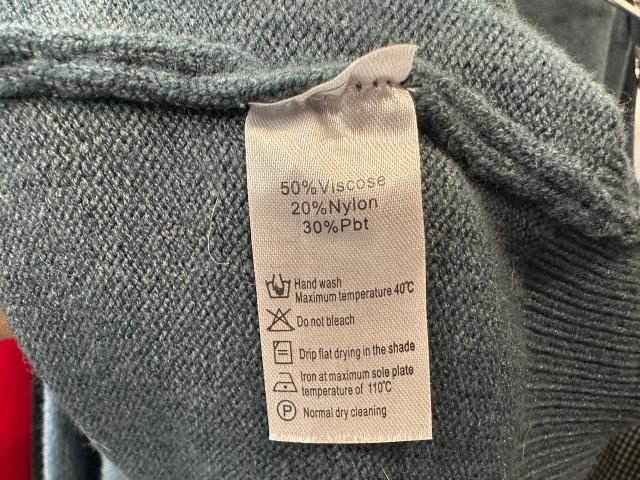 50%Viscose
20%Nylon
30%Pbt
Hand wash
Maximum temperature 40℃
Do not bleach
Drip flat drying in the shade
Iron at maximum sole plate
temperature of 110℃
P
Normal dry cleaning